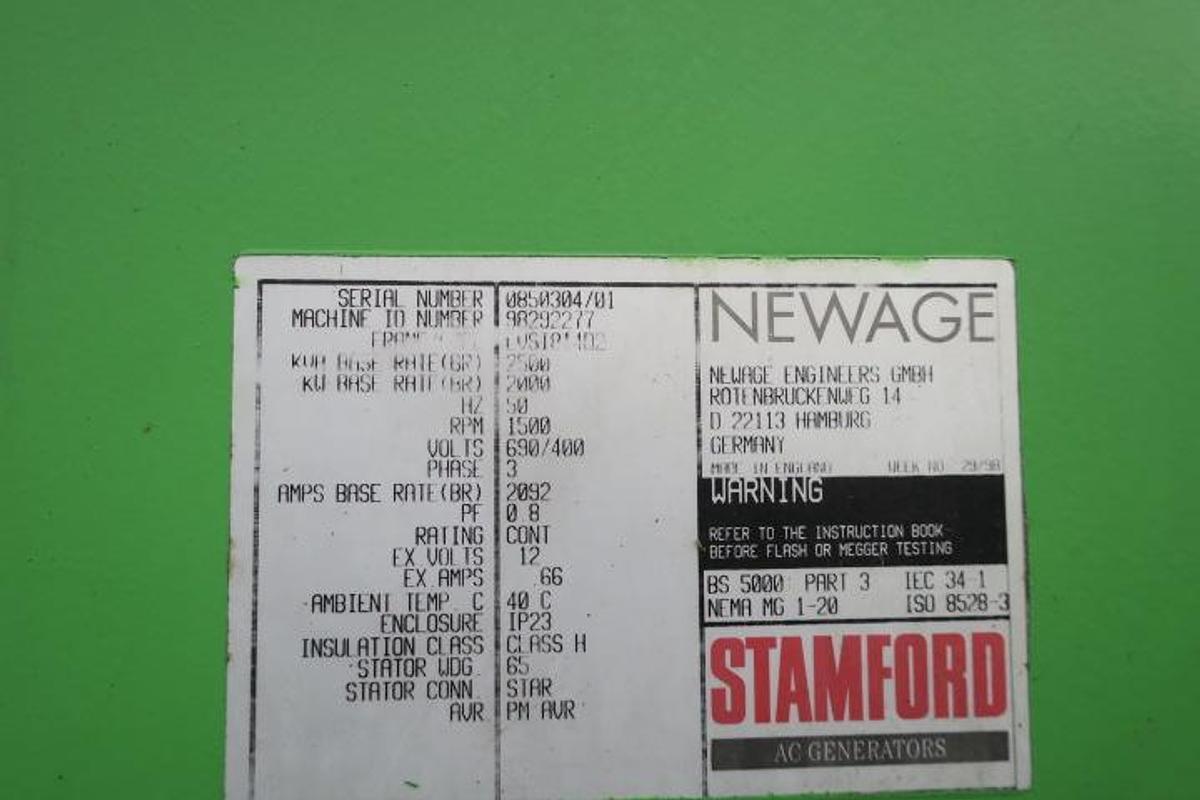 SERIAL NUMBER 0850304/01
MACHINE ID NUMBER 98292277
KVA BASE RATE(BR) 2500
KW BASE RATE(BR) 2000
HZ 50
RPM 1500
VOLTS 690/400
PHASE 3
AMPS BASE RATE(BR) 2092
PF 0.8
RATING CONT
EX VOLTS 12
EX AMPS .66
AMBIENT TEMP C 40 C
ENCLOSURE IP23
INSULATION CLASS CLASS H
STATOR WDG. 65
STATOR CONN. STAR
AVR PM AVR
NEWAGE
NEWAGE ENGINEERS GMBH
ROTENBRUCKENWEG 14
D 22113 HAMBURG
GERMANY
MADE IN ENGLAND WEEK NO 29/98
WARNING
REFER TO THE INSTRUCTION BOOK
BEFORE FLASH OR MEGGER TESTING
BS 5000 PART 3 IEC 34-1
NEMA MG 1-20 ISO 8528-3
STAMFORD
AC GENERATORS